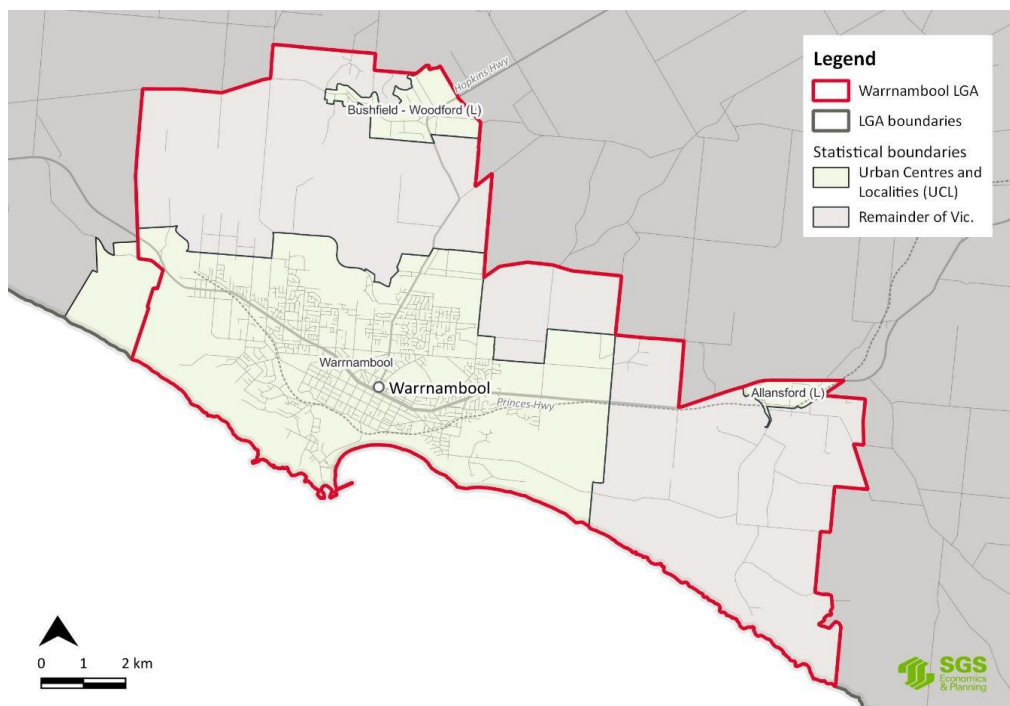 Hopkins Hwy
Bushfield - Woodford (L)
Legend
Warrnambool LGA
LGA boundaries
Statistical boundaries
Urban Centres and
Localities (UCL)
Remainder of Vic.
Warrnambool
Warrnambool
Princes-Hwy
Allansford (L)
0 1 2 km
SGS
Economics
& Planning